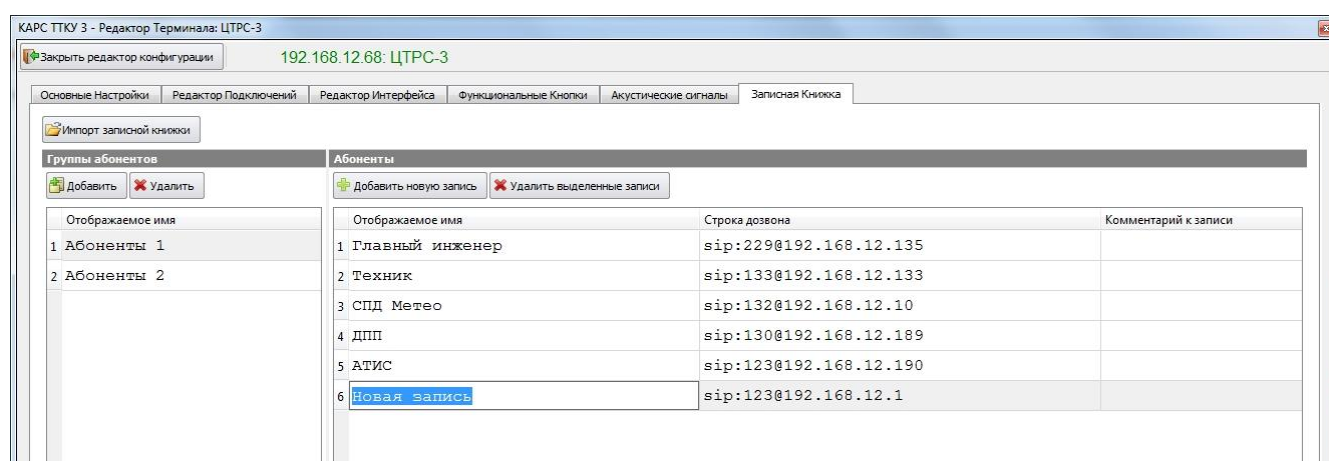 КАРС ТТКУ 3 - Редактор Терминала: ЦТРС-3
Закрыть редактор конфигурации 192.168.12.68: ЦТРС-3
Основные Настройки Редактор Подключений Редактор Интерфейса Функциональные Кнопки Акустические сигналы Записная Книжка
Импорт записной книжки
Группы абонентов Абоненты
Добавить Удалить Добавить новую запись Удалить выделенные записи
Отображаемое имя Отображаемое имя Строка дозвона Комментарий к записи
1 Абоненты 1 1 Главный инженер sip:229@192.168.12.135
2 Абоненты 2 2 Техник sip:133@192.168.12.133
3 СПД Метео sip:132@192.168.12.10
4 ДПП sip:130@192.168.12.189
5 АТИС sip:123@192.168.12.190
6 Новая запись sip:123@192.168.12.1